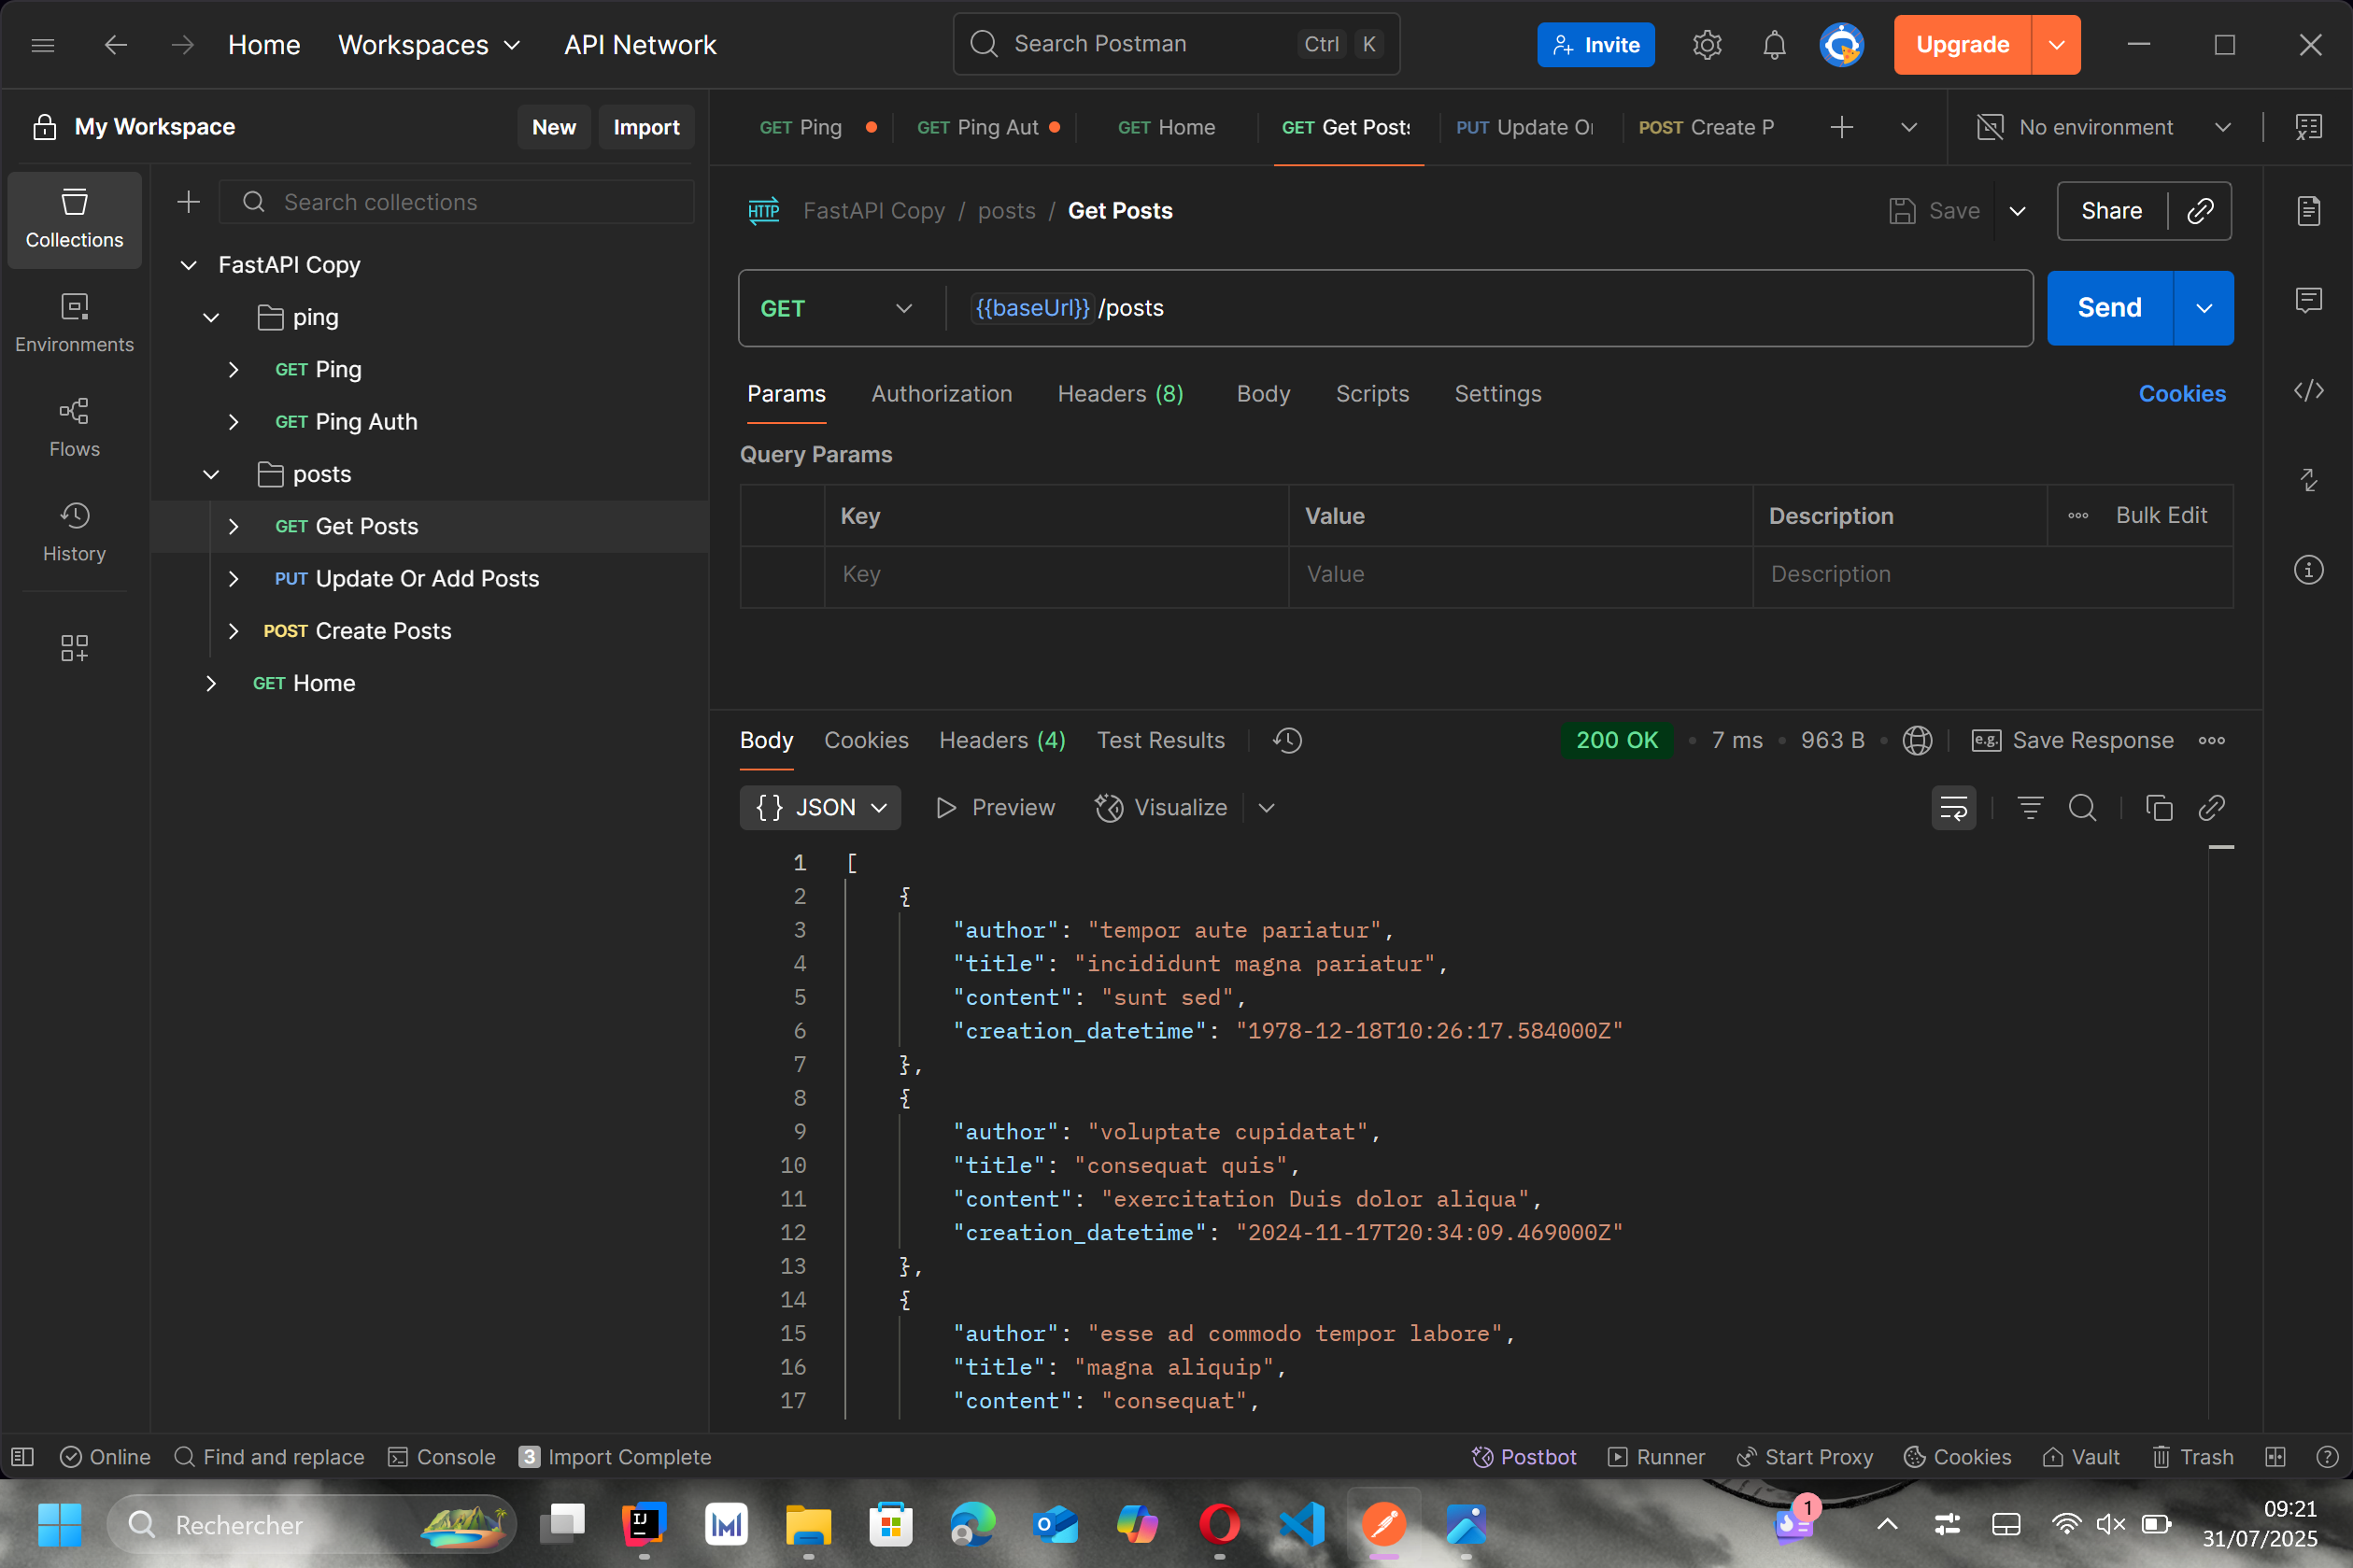 Home Workspaces API Network Search Postman Ctrl K Invite Upgrade
My Workspace New Import
GET Ping GET Ping Aut GET Home GET Get Posts PUT Update Or POST Create P No environment
Collections
Environments
Flows
History
Search collections
FastAPI Copy
ping
GET Ping
GET Ping Auth
posts
GET Get Posts
PUT Update Or Add Posts
POST Create Posts
GET Home
HTTP FastAPI Copy / posts / Get Posts Save Share
GET {{baseUrl}} /posts Send
Params Authorization Headers (8) Body Scripts Settings Cookies
Query Params
Key Value Description Bulk Edit
Key Value Description
Body Cookies Headers (4) Test Results 200 OK • 7 ms • 963 B • e.g. Save Response
{} JSON Preview Visualize
1 [
2 {
3 "author": "tempor aute pariatur",
4 "title": "incididunt magna pariatur",
5 "content": "sunt sed",
6 "creation_datetime": "1978-12-18T10:26:17.584000Z"
7 },
8 {
9 "author": "voluptate cupidatat",
10 "title": "consequat quis",
11 "content": "exercitation Duis dolor aliqua",
12 "creation_datetime": "2024-11-17T20:34:09.469000Z"
13 },
14 {
15 "author": "esse ad commodo tempor labore",
16 "title": "magna aliquip",
17 "content": "consequat",
Online Find and replace Console 3 Import Complete Postbot Runner Start Proxy Cookies Vault Trash
Rechercher IJ 1 09:21
31/07/2025